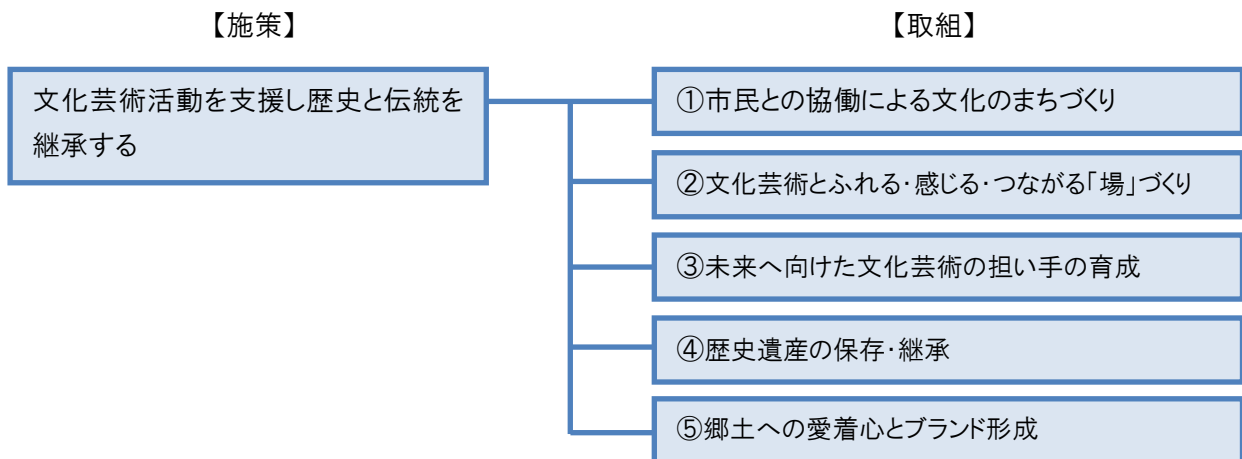 【施策】
【取組】
文化芸術活動を支援し歴史と伝統を
継承する
①市民との協働による文化のまちづくり
②文化芸術とふれる・感じる・つながる「場」づくり
③未来へ向けた文化芸術の担い手の育成
④歴史遺産の保存・継承
⑤郷土への愛着心とブランド形成